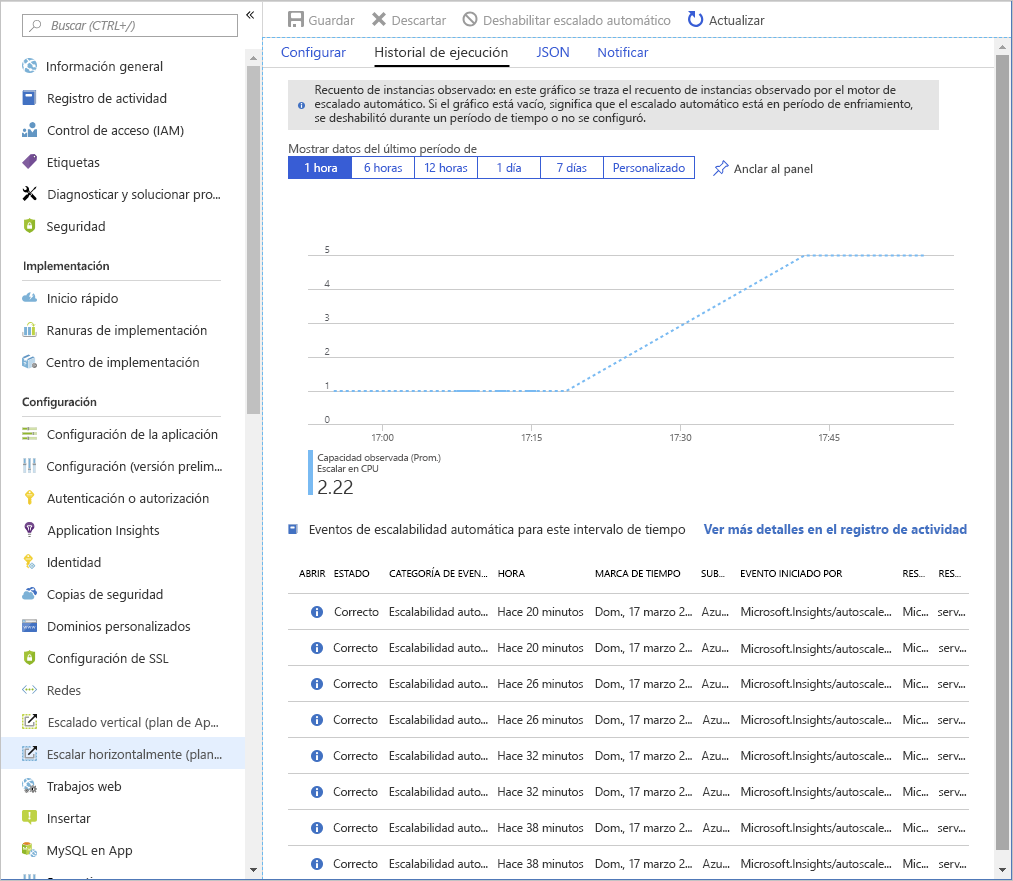 Buscar (CTRL+/)
«
Información general
Registro de actividad
Control de acceso (IAM)
Etiquetas
Diagnosticar y solucionar pro...
Seguridad
Implementación
Inicio rápido
Ranuras de implementación
Centro de implementación
Configuración
Configuración de la aplicación
Configuración (versión prelim...
Autenticación o autorización
Application Insights
Identidad
Copias de seguridad
Dominios personalizados
Configuración de SSL
Redes
Escalado vertical (plan de Ap...
Escalar horizontalmente (plan...
Trabajos web
Insertar
MySQL en App
Guardar Descartar Deshabilitar escalado automático Actualizar
Configurar Historial de ejecución JSON Notificar
Recuento de instancias observado: en este gráfico se traza el recuento de instancias observado por el motor de
escalado automático. Si el gráfico está vacío, significa que el escalado automático está en período de enfriamiento,
se deshabilitó durante un período de tiempo o no se configuró.
Mostrar datos del último período de
1 hora 6 horas 12 horas 1 día 7 días Personalizado Anclar al panel
5
4
3
2
1
0
17:00 17:15 17:30 17:45
Capacidad observada (Prom.)
Escalar en CPU
2.22
Eventos de escalabilidad automática para este intervalo de tiempo Ver más detalles en el registro de actividad
ABRIR ESTADO CATEGORÍA DE EVEN... HORA MARCA DE TIEMPO SUB... EVENTO INICIADO POR RES... RES...
Correcto Escalabilidad auto... Hace 20 minutos Dom., 17 marzo 2... Azu... Microsoft.Insights/autoscale... Mic... serv...
Correcto Escalabilidad auto... Hace 20 minutos Dom., 17 marzo 2... Azu... Microsoft.Insights/autoscale... Mic... serv...
Correcto Escalabilidad auto... Hace 26 minutos Dom., 17 marzo 2... Azu... Microsoft.Insights/autoscale... Mic... serv...
Correcto Escalabilidad auto... Hace 26 minutos Dom., 17 marzo 2... Azu... Microsoft.Insights/autoscale... Mic... serv...
Correcto Escalabilidad auto... Hace 32 minutos Dom., 17 marzo 2... Azu... Microsoft.Insights/autoscale... Mic... serv...
Correcto Escalabilidad auto... Hace 32 minutos Dom., 17 marzo 2... Azu... Microsoft.Insights/autoscale... Mic... serv...
Correcto Escalabilidad auto... Hace 38 minutos Dom., 17 marzo 2... Azu... Microsoft.Insights/autoscale... Mic... serv...
Correcto Escalabilidad auto... Hace 38 minutos Dom., 17 marzo 2... Azu... Microsoft.Insights/autoscale... Mic... serv...